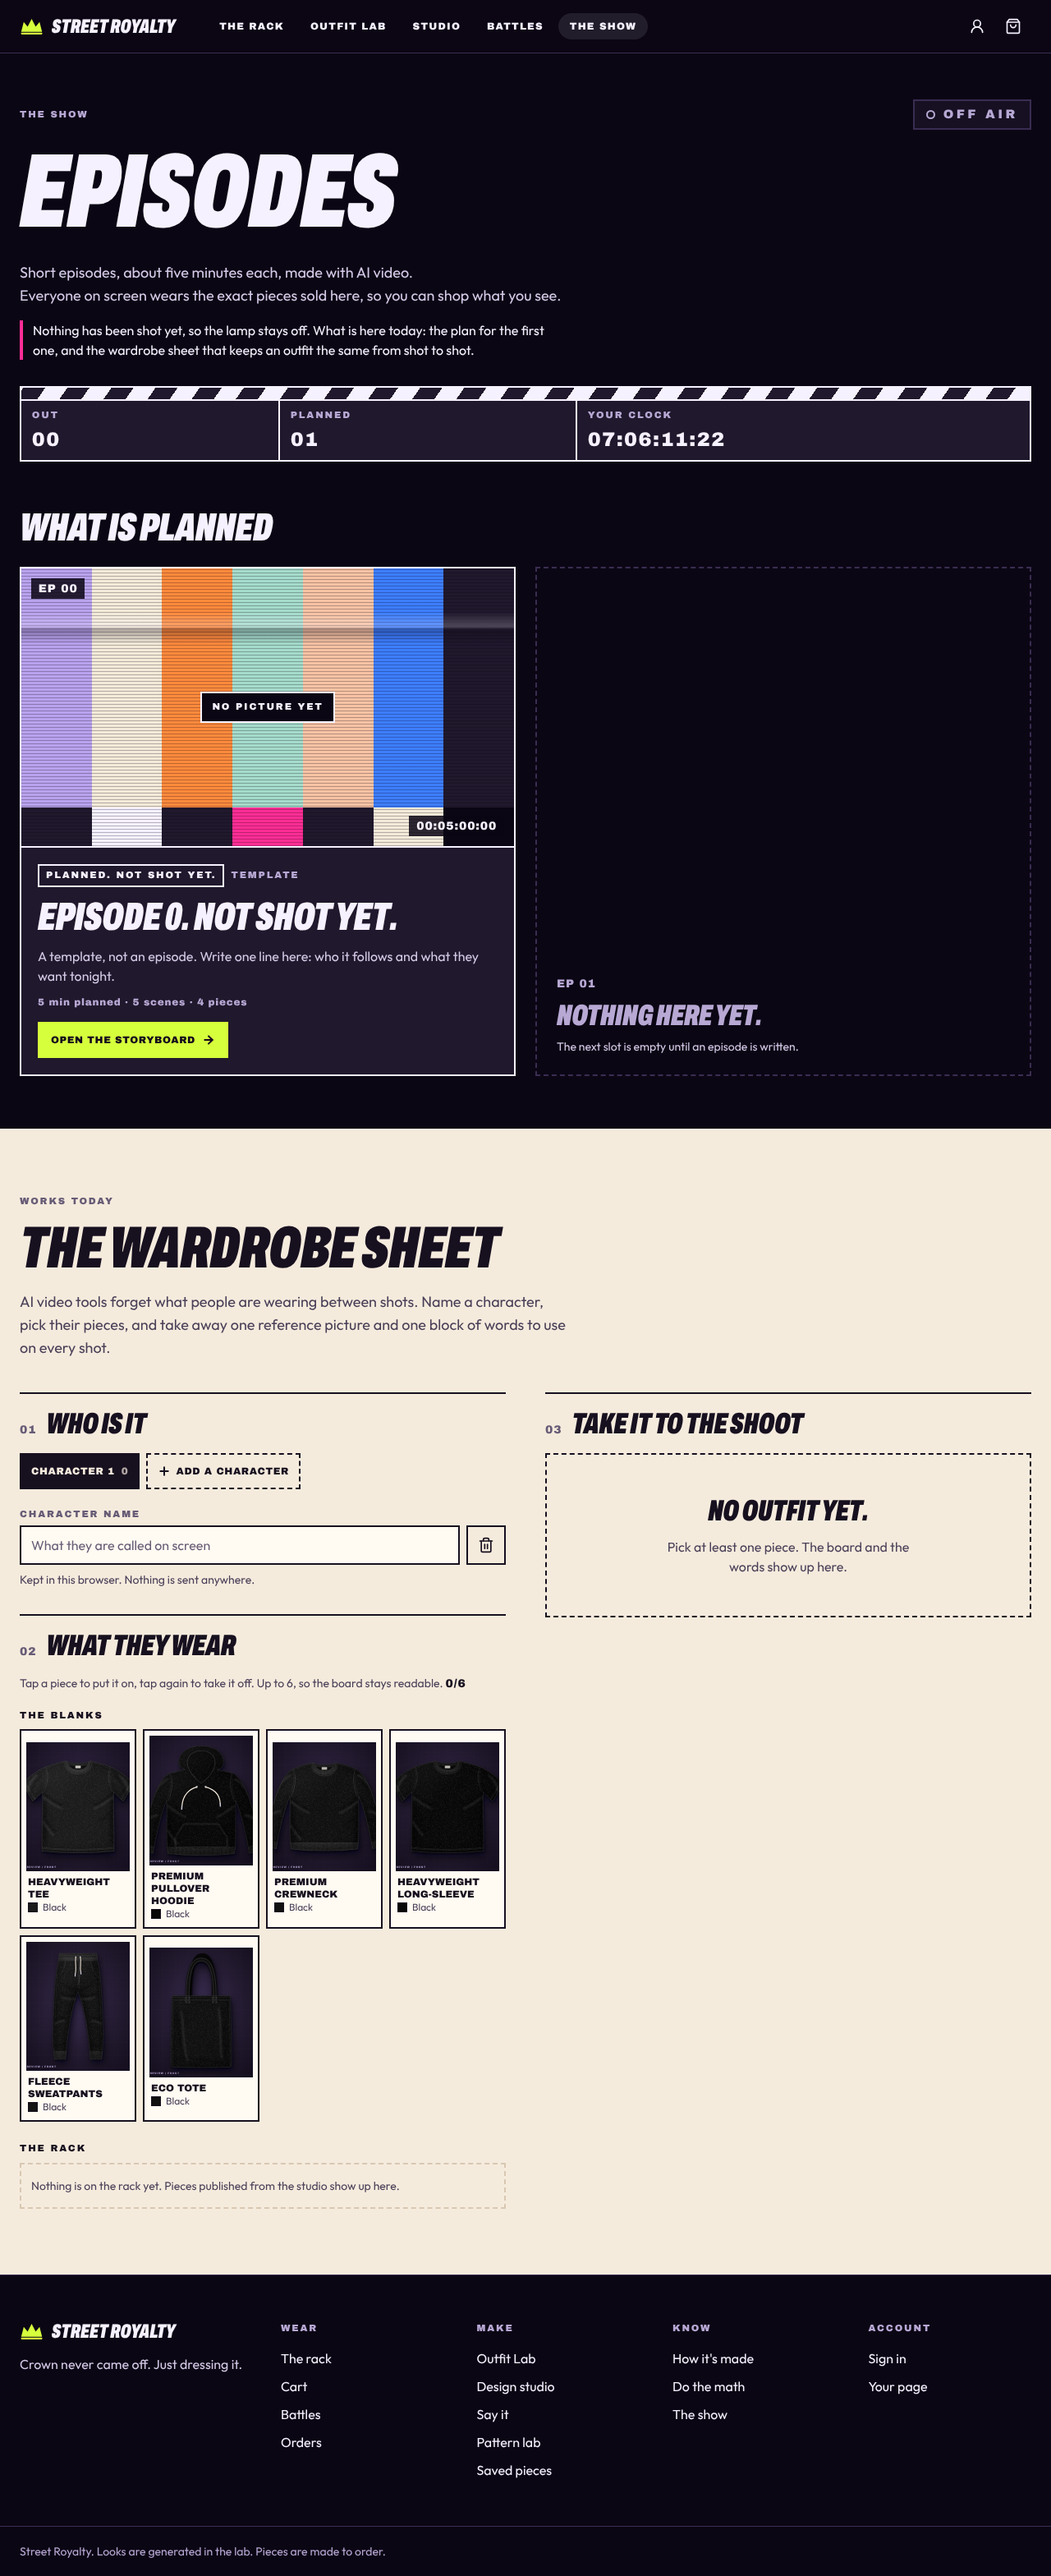 STREET ROYALTY
THE RACK
OUTFIT LAB
STUDIO
BATTLES
THE SHOW
THE SHOW
OFF AIR
EPISODES
Short episodes, about five minutes each, made with AI video.
Everyone on screen wears the exact pieces sold here, so you can shop what you see.
Nothing has been shot yet, so the lamp stays off. What is here today: the plan for the first
one, and the wardrobe sheet that keeps an outfit the same from shot to shot.
OUT
00
PLANNED
01
YOUR CLOCK
07:06:11:22
WHAT IS PLANNED
EP 00
NO PICTURE YET
00:05:00:00
PLANNED. NOT SHOT YET.
TEMPLATE
EPISODE 0. NOT SHOT YET.
A template, not an episode. Write one line here: who it follows and what they
want tonight.
5 min planned · 5 scenes · 4 pieces
OPEN THE STORYBOARD →
EP 01
NOTHING HERE YET.
The next slot is empty until an episode is written.
WORKS TODAY
THE WARDROBE SHEET
AI video tools forget what people are wearing between shots. Name a character,
pick their pieces, and take away one reference picture and one block of words to use
on every shot.
01 WHO IS IT
CHARACTER 1 0
+ ADD A CHARACTER
CHARACTER NAME
What they are called on screen
Kept in this browser. Nothing is sent anywhere.
02 WHAT THEY WEAR
Tap a piece to put it on, tap again to take it off. Up to 6, so the board stays readable. 0/6
THE BLANKS
HEAVYWEIGHT
TEE
Black
PREMIUM
PULLOVER
HOODIE
Black
PREMIUM
CREWNECK
Black
HEAVYWEIGHT
LONG-SLEEVE
Black
FLEECE
SWEATPANTS
Black
ECO TOTE
Black
THE RACK
Nothing is on the rack yet. Pieces published from the studio show up here.
03 TAKE IT TO THE SHOOT
NO OUTFIT YET.
Pick at least one piece. The board and the
words show up here.
STREET ROYALTY
Crown never came off. Just dressing it.
WEAR
The rack
Cart
Battles
Orders
MAKE
Outfit Lab
Design studio
Say it
Pattern lab
Saved pieces
KNOW
How it's made
Do the math
The show
ACCOUNT
Sign in
Your page
Street Royalty. Looks are generated in the lab. Pieces are made to order.